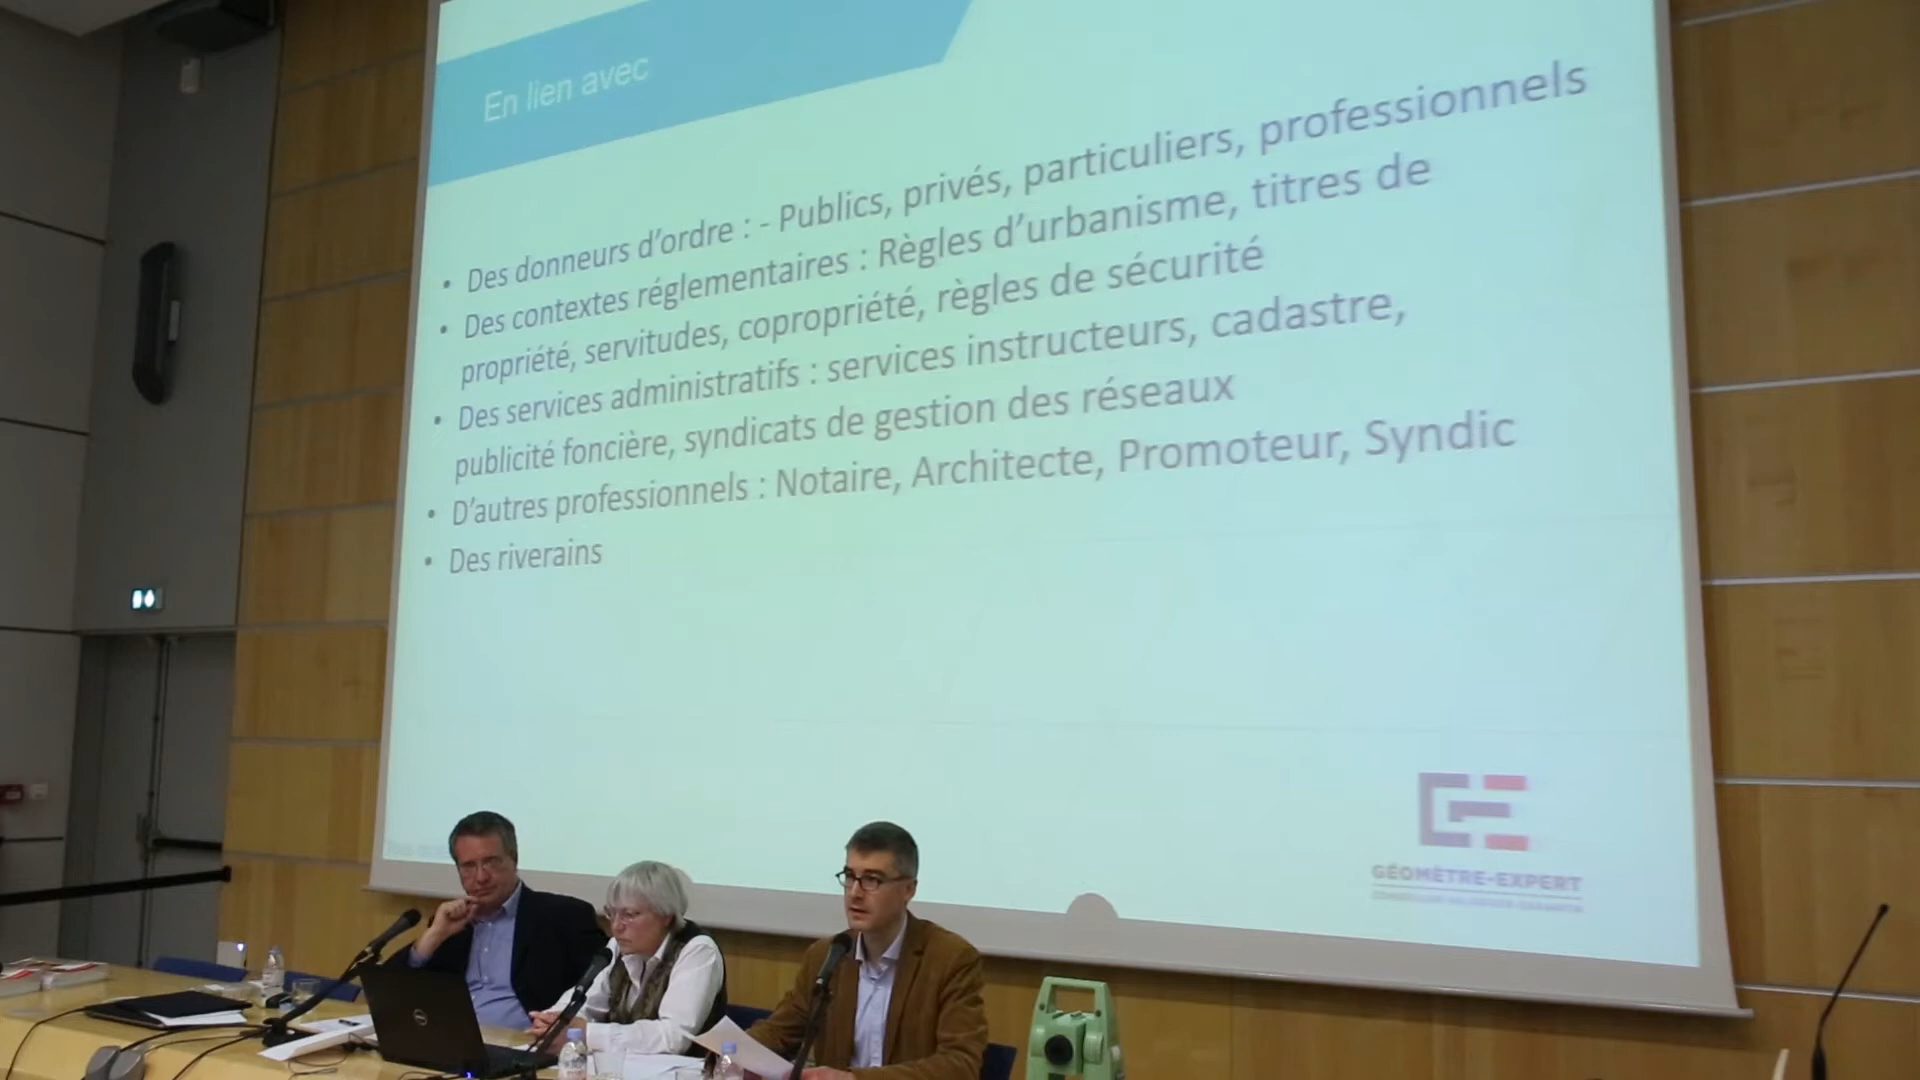 En lien avec
• Des donneurs d'ordre : - Publics, privés, particuliers, professionnels
• Des contextes réglementaires : Règles d'urbanisme, titres de
propriété, servitudes, copropriété, règles de sécurité
• Des services administratifs : services instructeurs, cadastre,
publicité foncière, syndicats de gestion des réseaux
• D'autres professionnels : Notaire, Architecte, Promoteur, Syndic
• Des riverains
GE
GÉOMÈTRE-EXPERT
DELL